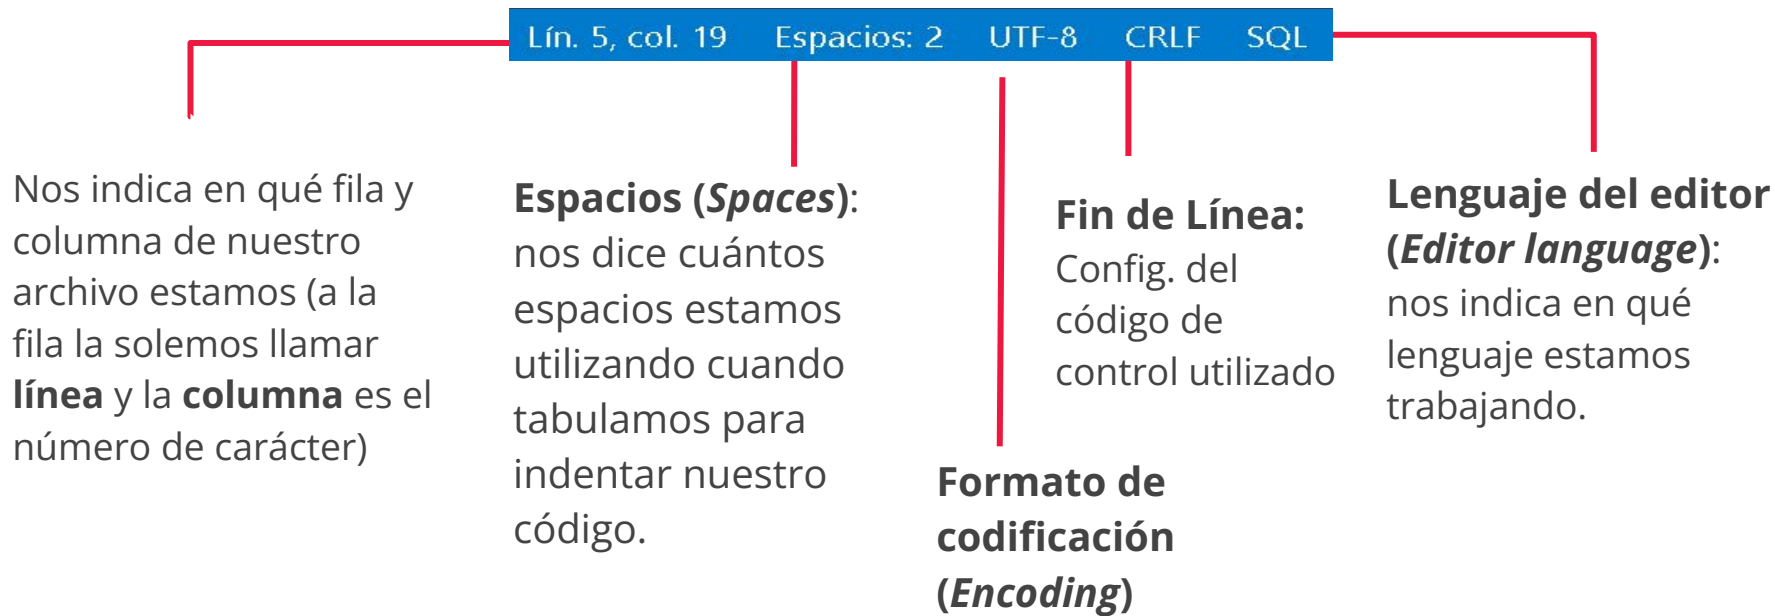 Lín. 5, col. 19 Espacios: 2 UTF-8 CRLF SQL
Nos indica en qué fila y
columna de nuestro
archivo estamos (a la
fila la solemos llamar
línea y la columna es el
número de carácter)
Espacios (Spaces):
nos dice cuántos
espacios estamos
utilizando cuando
tabulamos para
indentar nuestro
código.
Formato de
codificación
(Encoding)
Fin de Línea:
Config. del
código de
control utilizado
Lenguaje del editor
(Editor language):
nos indica en qué
lenguaje estamos
trabajando.